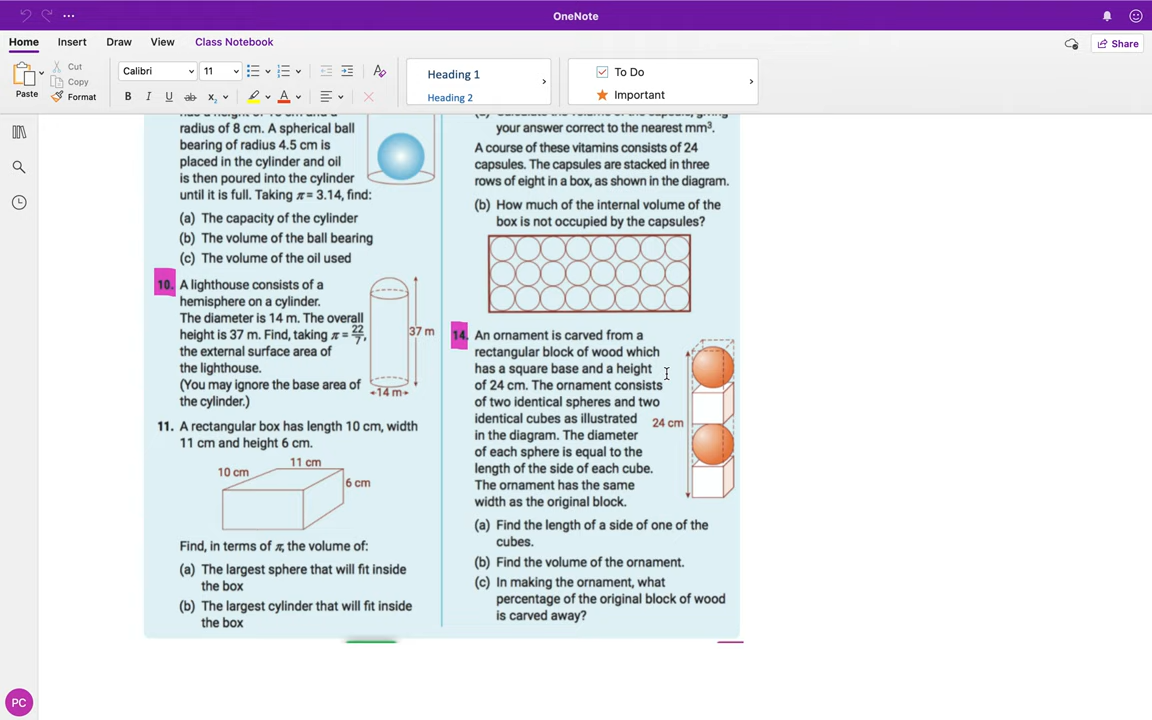 OneNote
Home Insert Draw View Class Notebook
Share
Paste
Cut
Copy
Format
Calibri 11
B I U ab x₂ A
Heading 1
Heading 2
To Do
Important
radius of 8 cm. A spherical ball
bearing of radius 4.5 cm is
placed in the cylinder and oil
is then poured into the cylinder
until it is full. Taking π = 3.14, find:
(a) The capacity of the cylinder
(b) The volume of the ball bearing
(c) The volume of the oil used
10. A lighthouse consists of a
hemisphere on a cylinder.
The diameter is 14 m. The overall
height is 37 m. Find, taking π = 22/7,
the external surface area of
the lighthouse.
(You may ignore the base area of
the cylinder.)
37 m
14 m
11. A rectangular box has length 10 cm, width
11 cm and height 6 cm.
10 cm
11 cm
6 cm
Find, in terms of π, the volume of:
(a) The largest sphere that will fit inside
the box
(b) The largest cylinder that will fit inside
the box
your answer correct to the nearest mm³.
A course of these vitamins consists of 24
capsules. The capsules are stacked in three
rows of eight in a box, as shown in the diagram.
(b) How much of the internal volume of the
box is not occupied by the capsules?
14. An ornament is carved from a
rectangular block of wood which
has a square base and a height
of 24 cm. The ornament consists
of two identical spheres and two
identical cubes as illustrated
in the diagram. The diameter
of each sphere is equal to the
length of the side of each cube.
The ornament has the same
width as the original block.
24 cm
(a) Find the length of a side of one of the
cubes.
(b) Find the volume of the ornament.
(c) In making the ornament, what
percentage of the original block of wood
is carved away?
PC